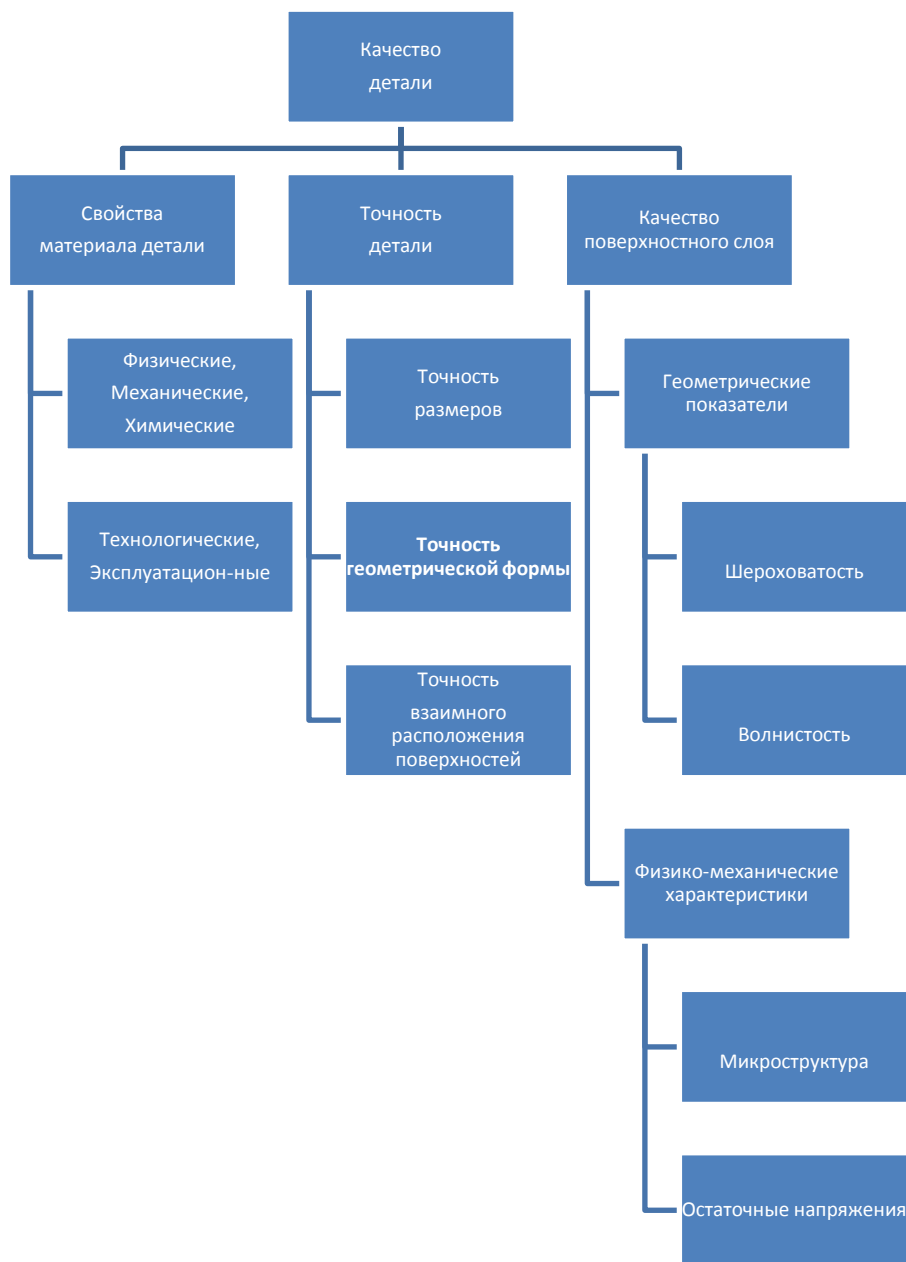 Качество
детали
Свойства
материала детали
Точность
детали
Качество
поверхностного слоя
Физические,
Механические,
Химические
Точность
размеров
Геометрические
показатели
Технологические,
Эксплуатацион-ные
Точность
геометрической формы
Шероховатость
Точность
взаимного
расположения
поверхностей
Волнистость
Физико-механические
характеристики
Микроструктура
Остаточные напряжения